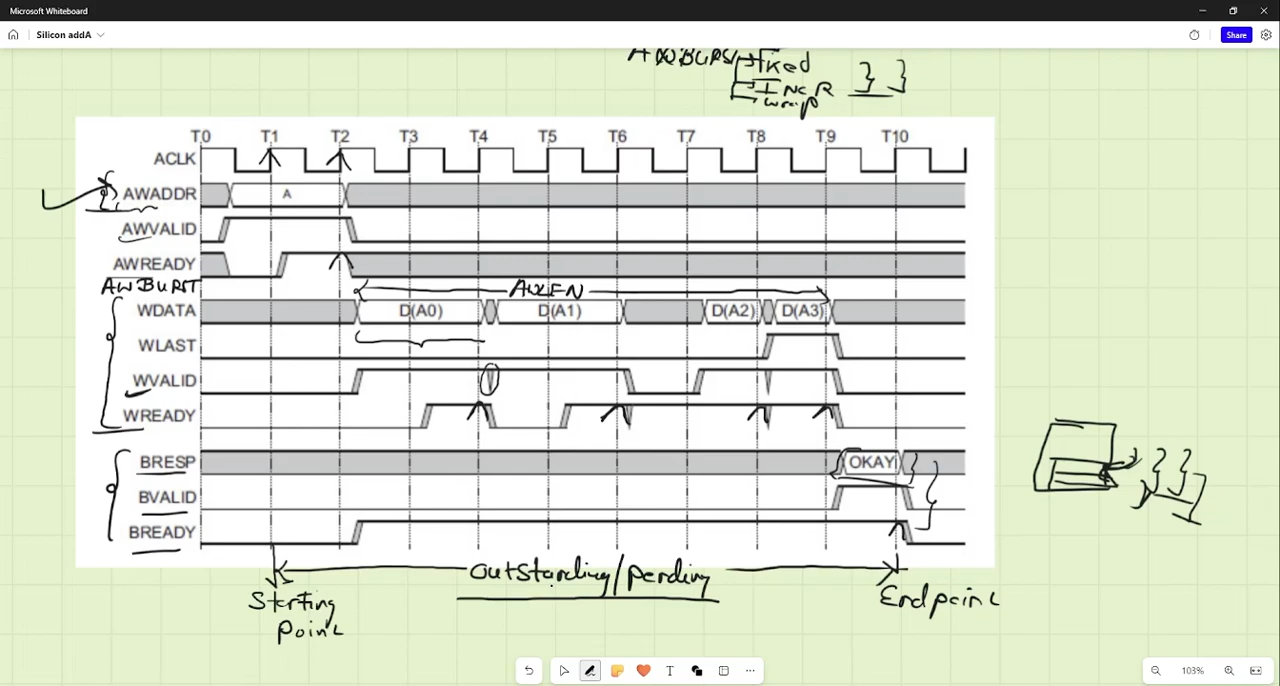 Microsoft Whiteboard
Silicon addA
Share
AWBURST
fixed
INCR
wrap
T0 T1 T2 T3 T4 T5 T6 T7 T8 T9 T10
ACLK
AWADDR A
AWVALID
AWREADY
AWBURST
AWLEN
WDATA D(A0) D(A1) D(A2) D(A3)
WLAST
WVALID
WREADY
BRESP OKAY
BVALID
BREADY
outstanding/pending
Starting
point
Endpoint
103%